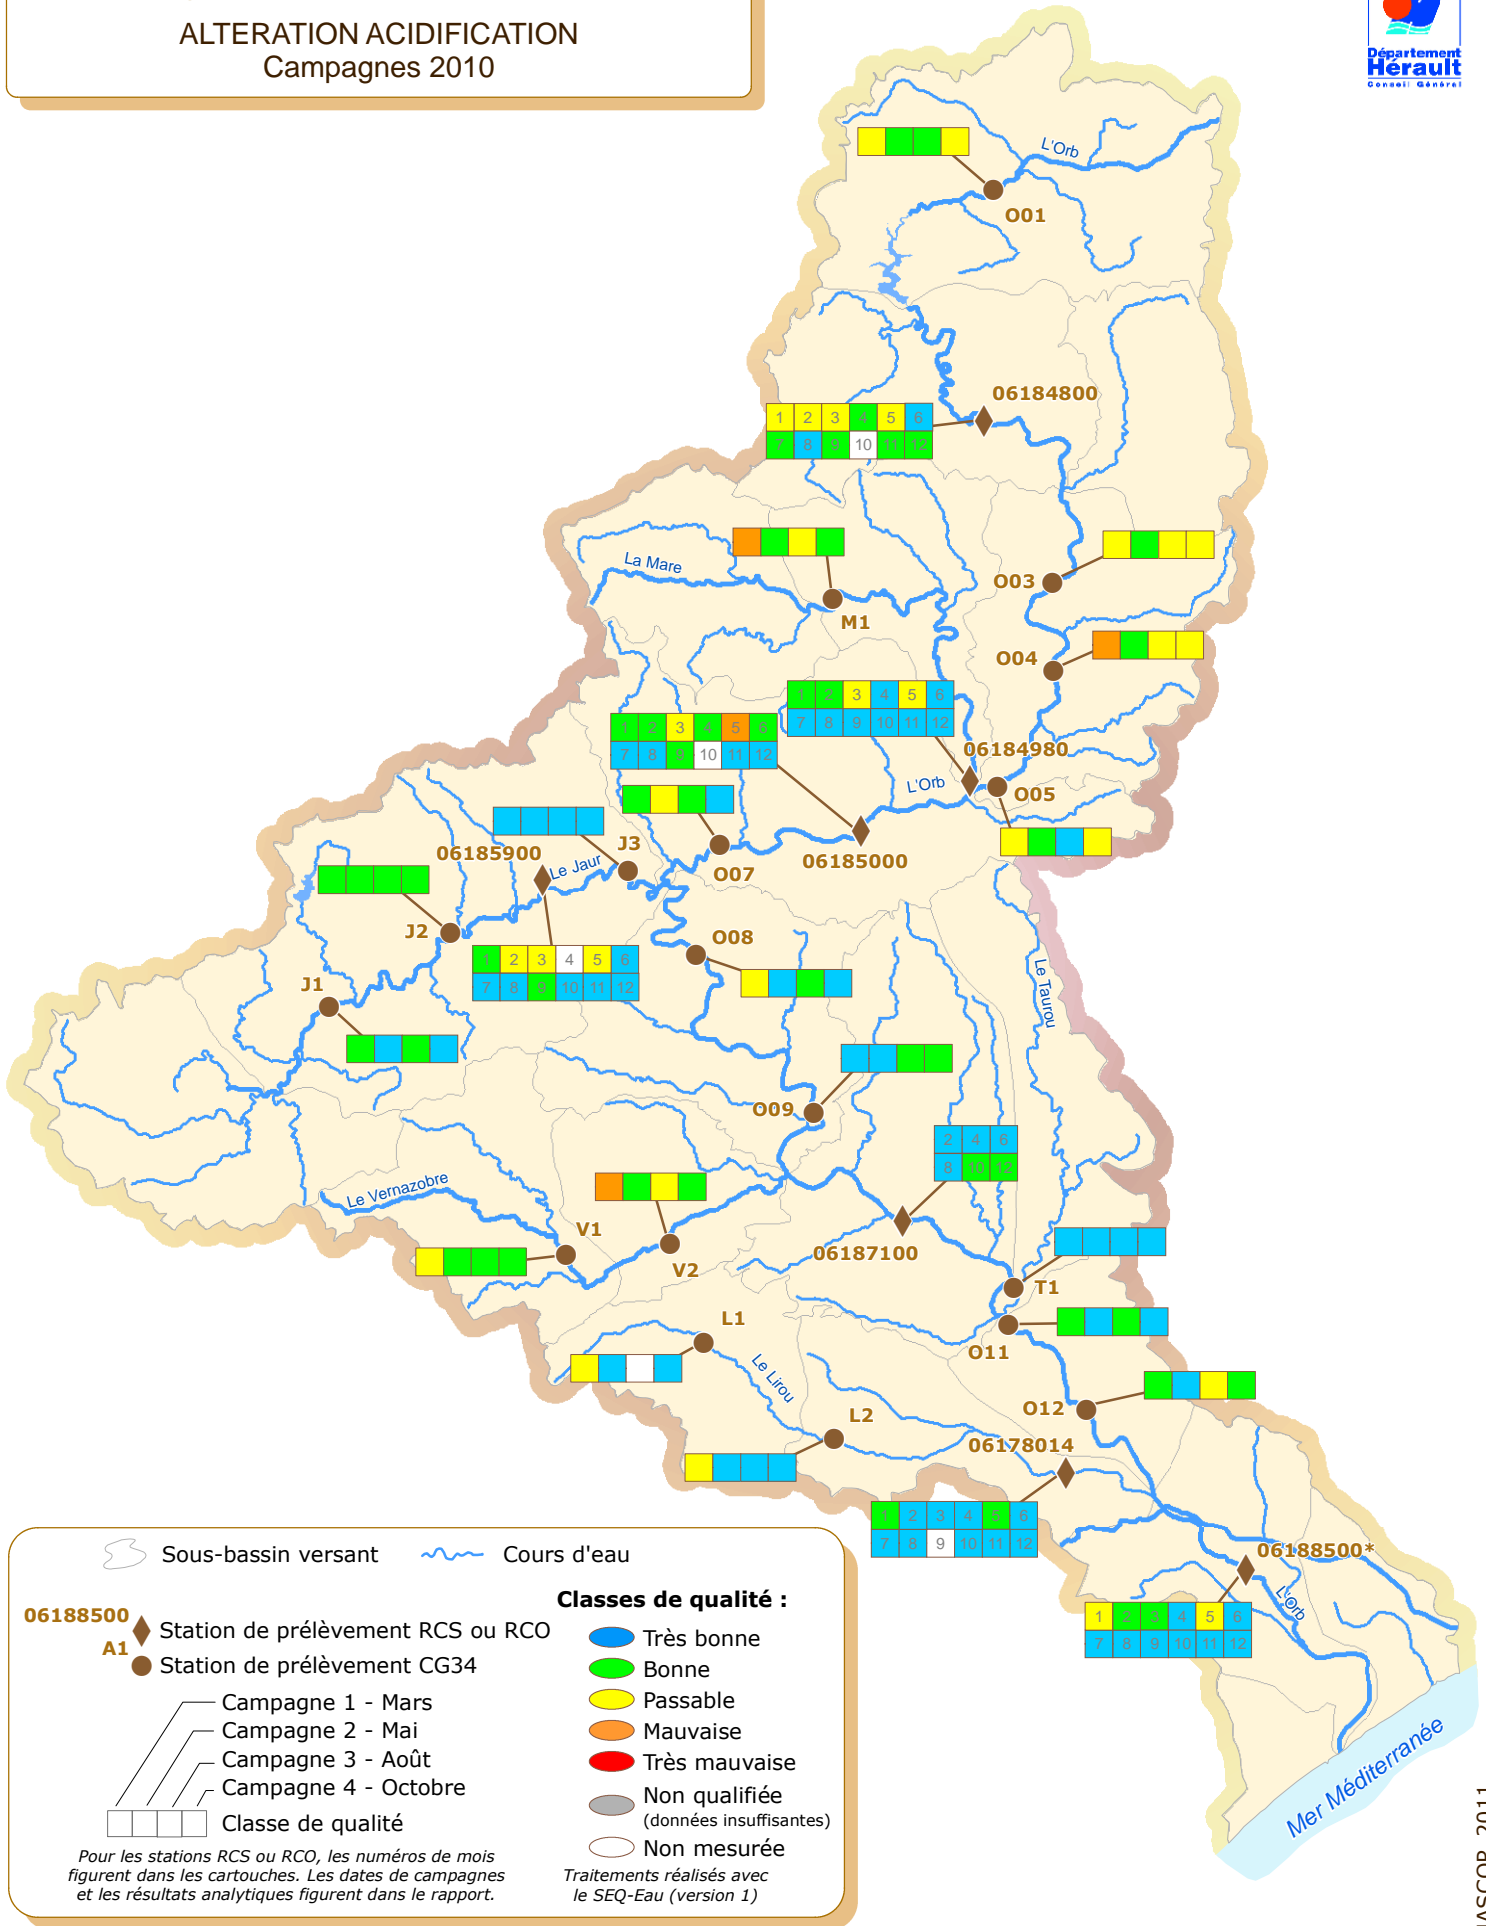 ALTERATION ACIDIFICATION
Campagnes 2010
Département
Hérault
Conseil Général
L'Orb
O01
06184800
1 2 3 4 5 6
7 8 9 10 11 12
La Mare
M1
O03
O04
1 2 3 4 5 6
7 8 9 10 11 12
06184980
1 2 3 4 5 6
7 8 9 10 11 12
L'Orb
O05
06185000
O07
J3
06185900
Le Jaur
J2
O08
1 2 3 4 5 6
7 8 9 10 11 12
J1
Le Taurou
O09
2 4 6
8 10 12
Le Vernazobre
V1
V2
06187100
T1
L1
O11
Le Lirou
L2
O12
06178014
1 2 3 4 5 6
7 8 9 10 11 12
06188500*
L'Orb
1 2 3 4 5 6
7 8 9 10 11 12
Mer Méditerranée
Sous-bassin versant
Cours d'eau
06188500
A1
Station de prélèvement RCS ou RCO
Station de prélèvement CG34
Campagne 1 - Mars
Campagne 2 - Mai
Campagne 3 - Août
Campagne 4 - Octobre
Classe de qualité
Pour les stations RCS ou RCO, les numéros de mois
figurent dans les cartouches. Les dates de campagnes
et les résultats analytiques figurent dans le rapport.
Classes de qualité :
Très bonne
Bonne
Passable
Mauvaise
Très mauvaise
Non qualifiée
(données insuffisantes)
Non mesurée
Traitements réalisés avec
le SEQ-Eau (version 1)
2011